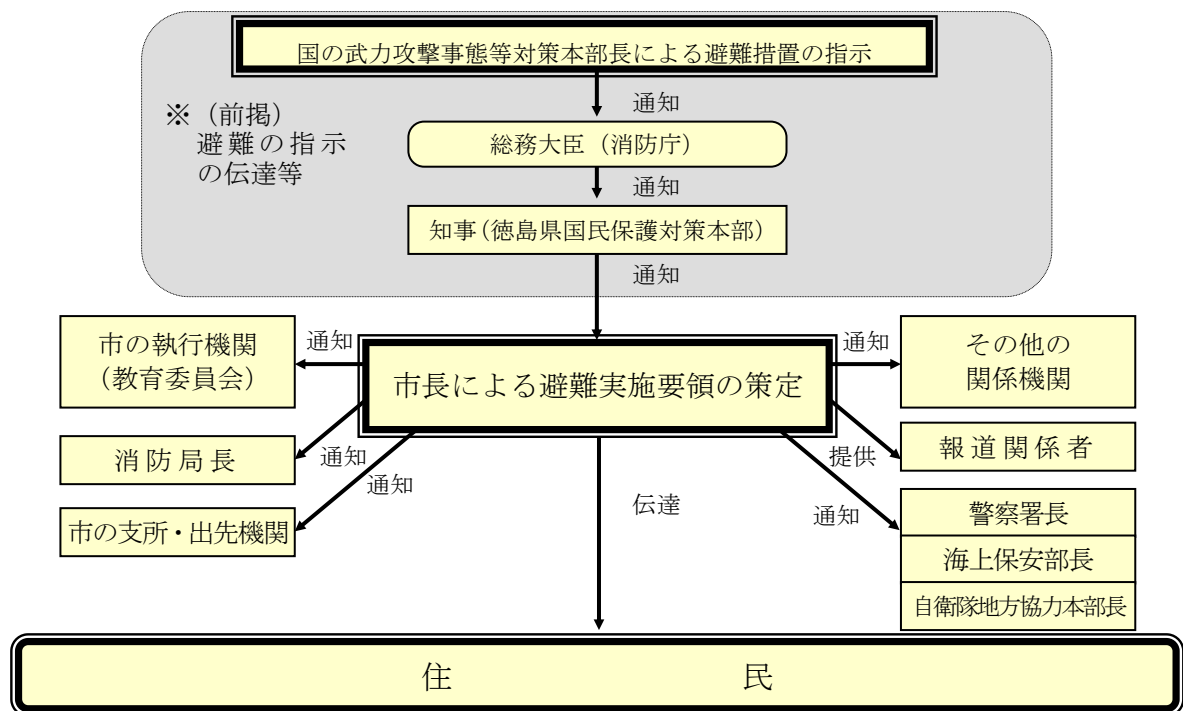 国の武力攻撃事態等対策本部長による避難措置の指示
通知
※（前掲）
避難の指示
の伝達等
総務大臣（消防庁）
通知
知事（徳島県国民保護対策本部）
通知
市の執行機関
（教育委員会）
通知
市長による避難実施要領の策定
通知
その他の
関係機関
消防局長
通知
提供
報道関係者
市の支所・出先機関
通知
伝達
通知
警察署長
海上保安部長
自衛隊地方協力本部長
住民